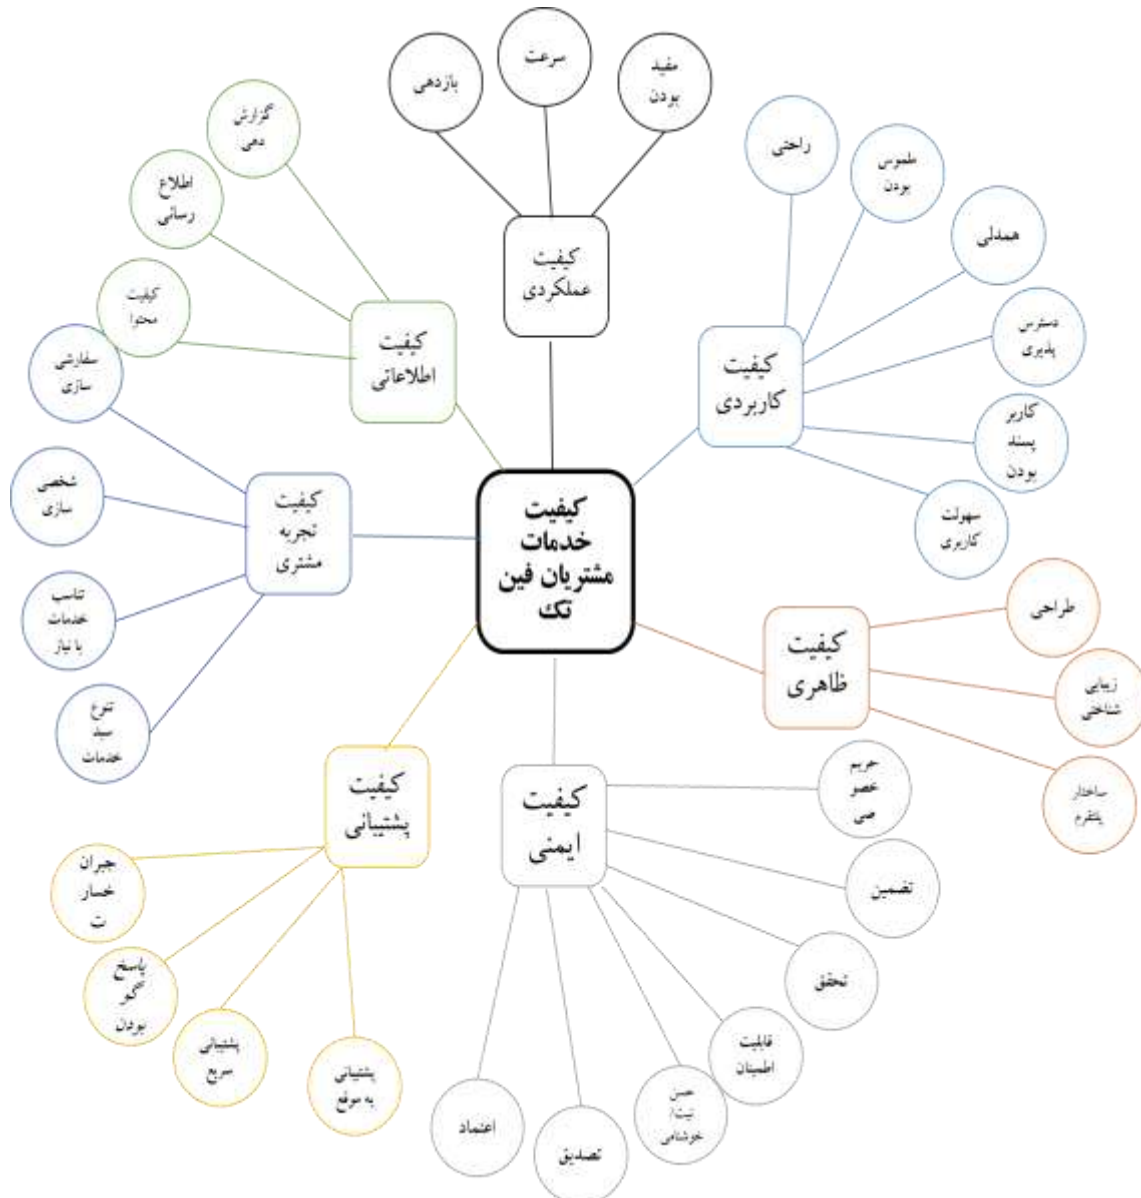 سرعت
بازدهی
مفید
بودن
گزارش
دهی
اطلاع
رسانی
کیفیت
محتوا
راحتی
ملموس
بودن
همدلی
دسترس
پذیری
کاربر
پسند
بودن
سهولت
کاربری
کیفیت
عملکردی
کیفیت
اطلاعاتی
کیفیت
کاربردی
سفارشی
سازی
شخصی
سازی
تناسب
خدمات
با نیاز
تنوع
سبد
خدمات
کیفیت
تجربه
مشتری
کیفیت
خدمات
مشتریان فین
تک
کیفیت
ظاهری
طراحی
زیبایی
شناختی
ساختار
پلتفرم
کیفیت
پشتیبانی
جبران
خسار
ت
پاسخ
گو
بودن
پشتیبانی
سریع
پشتیبانی
به موقع
کیفیت
ایمنی
حریم
خصو
صی
تضمین
تحقق
قابلیت
اطمینان
حسن
نیت/
خوشنامی
تصدیق
اعتماد